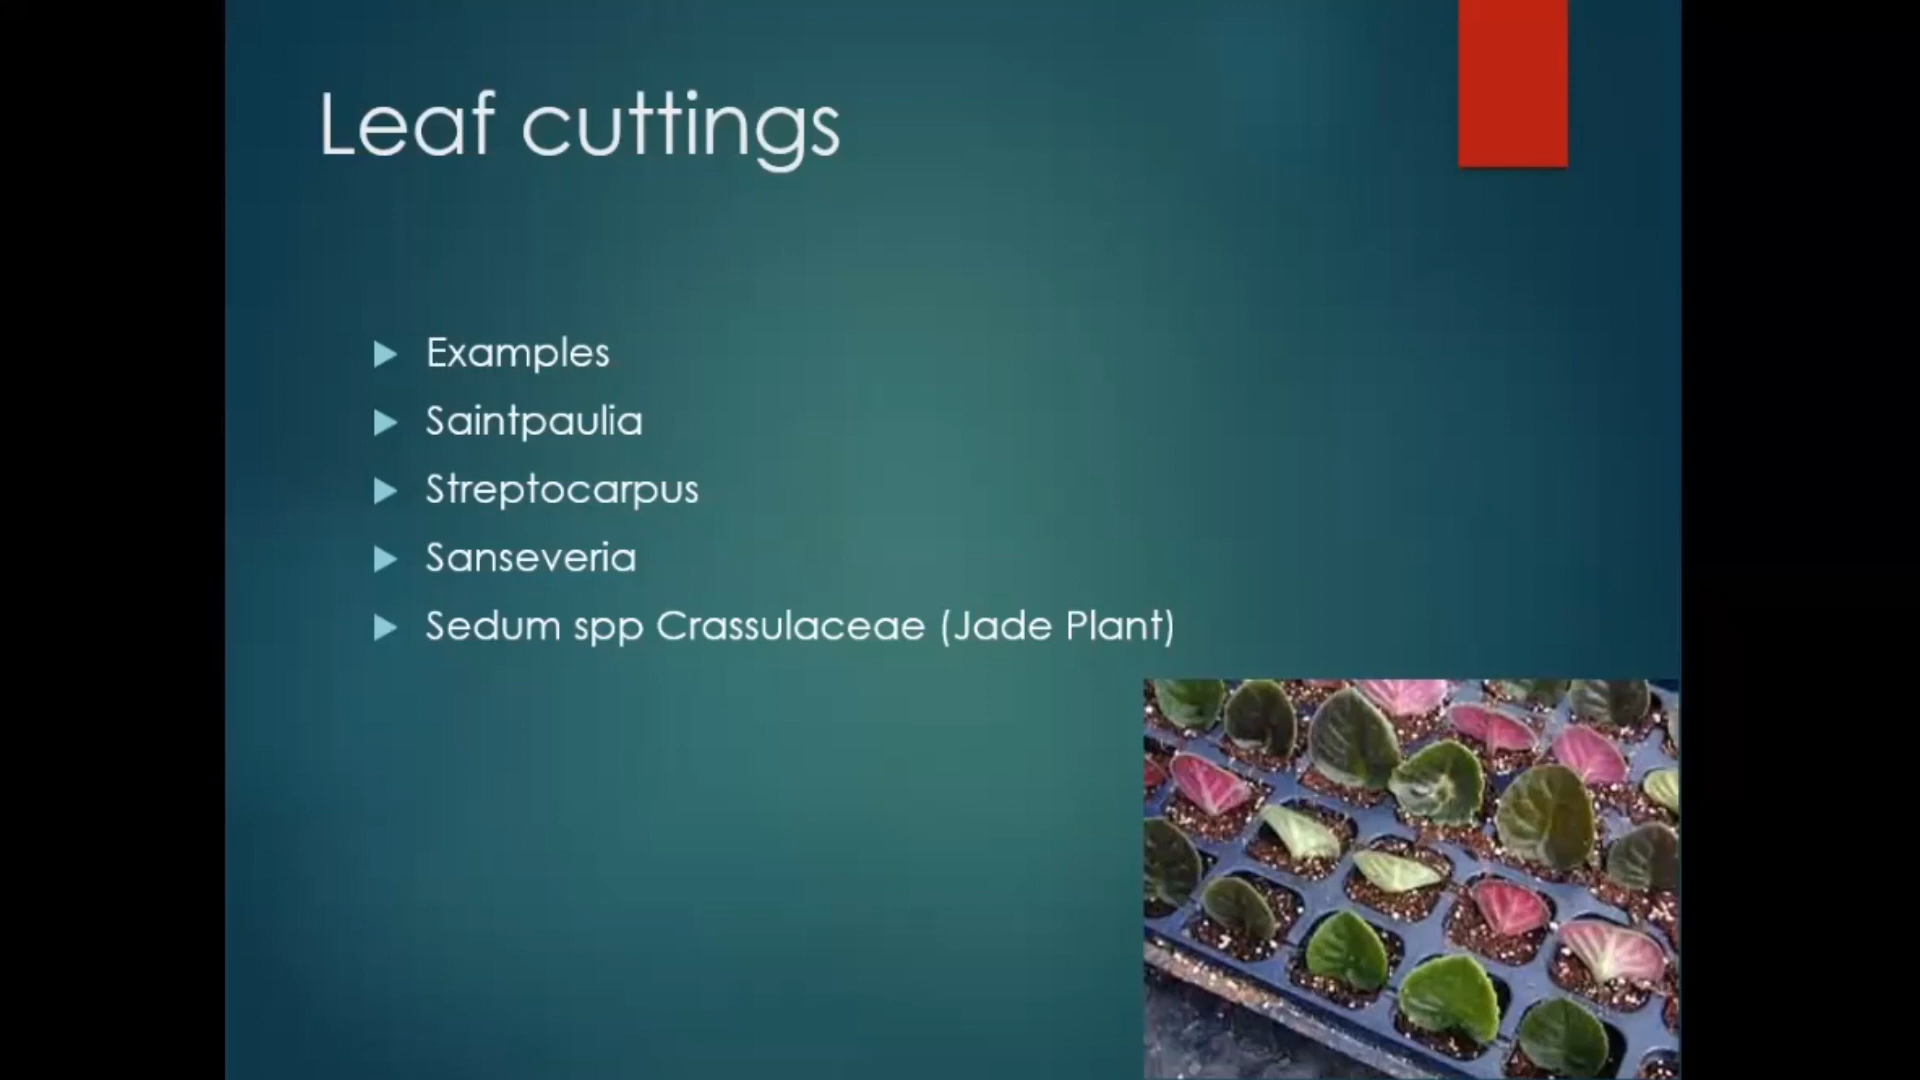 Leaf cuttings
Examples
Saintpaulia
Streptocarpus
Sanseveria
Sedum spp Crassulaceae (Jade Plant)